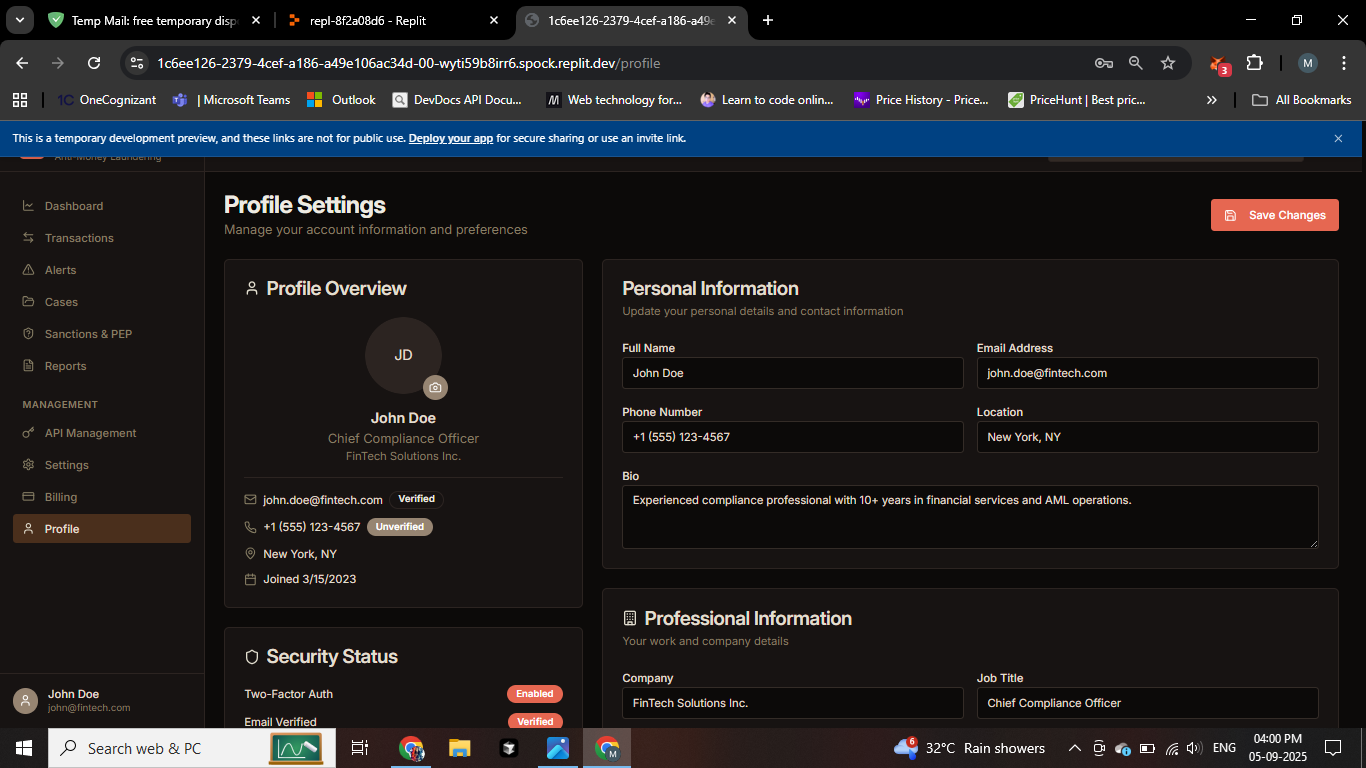 Temp Mail: free temporary disp
repl-8f2a08d6 - Replit
1c6ee126-2379-4cef-a186-a49e
1c6ee126-2379-4cef-a186-a49e106ac34d-00-wyti59b8irr6.spock.replit.dev/profile
3
M
1C OneCognizant
| Microsoft Teams
Outlook
DevDocs API Docu...
Web technology for...
Learn to code onlin...
Price History - Price...
PriceHunt | Best pric...
»
All Bookmarks
This is a temporary development preview, and these links are not for public use. Deploy your app for secure sharing or use an invite link.
Anti-Money Laundering
Dashboard
Transactions
Alerts
Cases
Sanctions & PEP
Reports
MANAGEMENT
API Management
Settings
Billing
Profile
John Doe
john@fintech.com
Profile Settings
Manage your account information and preferences
Save Changes
Profile Overview
JD
John Doe
Chief Compliance Officer
FinTech Solutions Inc.
john.doe@fintech.com Verified
+1 (555) 123-4567 Unverified
New York, NY
Joined 3/15/2023
Security Status
Two-Factor Auth Enabled
Email Verified Verified
Personal Information
Update your personal details and contact information
Full Name
John Doe
Email Address
john.doe@fintech.com
Phone Number
+1 (555) 123-4567
Location
New York, NY
Bio
Experienced compliance professional with 10+ years in financial services and AML operations.
Professional Information
Your work and company details
Company
FinTech Solutions Inc.
Job Title
Chief Compliance Officer
Search web & PC
M
6
32°C Rain showers
ENG
04:00 PM
05-09-2025